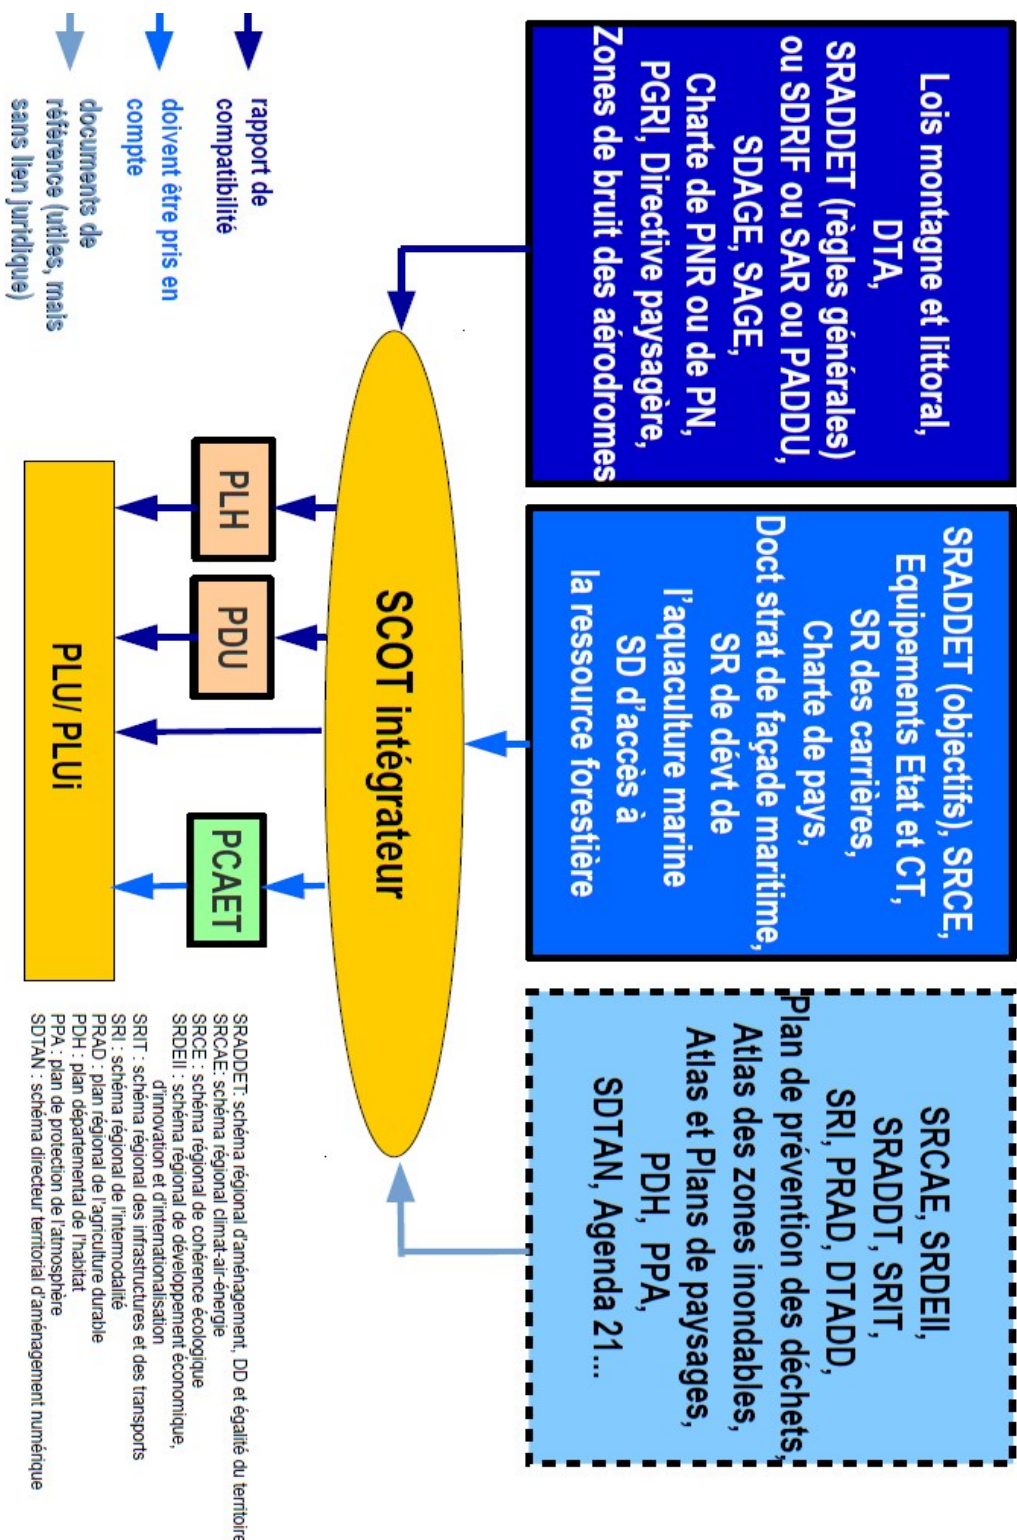 Lois montagne et littoral,
DTA,
SRADDET (règles générales)
ou SDRIF ou SAR ou PADDU,
SDAGE, SAGE,
Charte de PNR ou de PN,
PGRI, Directive paysagère,
Zones de bruit des aérodromes
SRADDET (objectifs), SRCE,
Equipements Etat et CT,
SR des carrières,
Charte de pays,
Doct strat de façade maritime,
SR de dévt de
l'aquaculture marine
SD d'accès à
la ressource forestière
SRCAE, SRDEII,
SRADDT, SRIT,
SRI, PRAD, DTADD,
Plan de prévention des déchets,
Atlas des zones inondables,
Atlas et Plans de paysages,
PDH, PPA,
SDTAN, Agenda 21...
SCOT intégrateur
PLH
PDU
PCAET
PLU/ PLUi
rapport de
compatibilité
doivent être pris en
compte
documents de
référence (utiles, mais
sans lien juridique)
SRADDET: schéma régional d'aménagement, DD et égalité du territoire
SRCAE: schéma régional climat-air-énergie
SRCE : schéma régional de cohérence écologique
SRDEII : schéma régional de développement économique,
d'innovation et d'internationalisation
SRIT : schéma régional des infrastructures et des transports
SRI : schéma régional de l'intermodalité
PRAD : plan régional de l'agriculture durable
PDH : plan départemental de l'habitat
PPA : plan de protection de l'atmosphère
SDTAN : schéma directeur territorial d'aménagement numérique